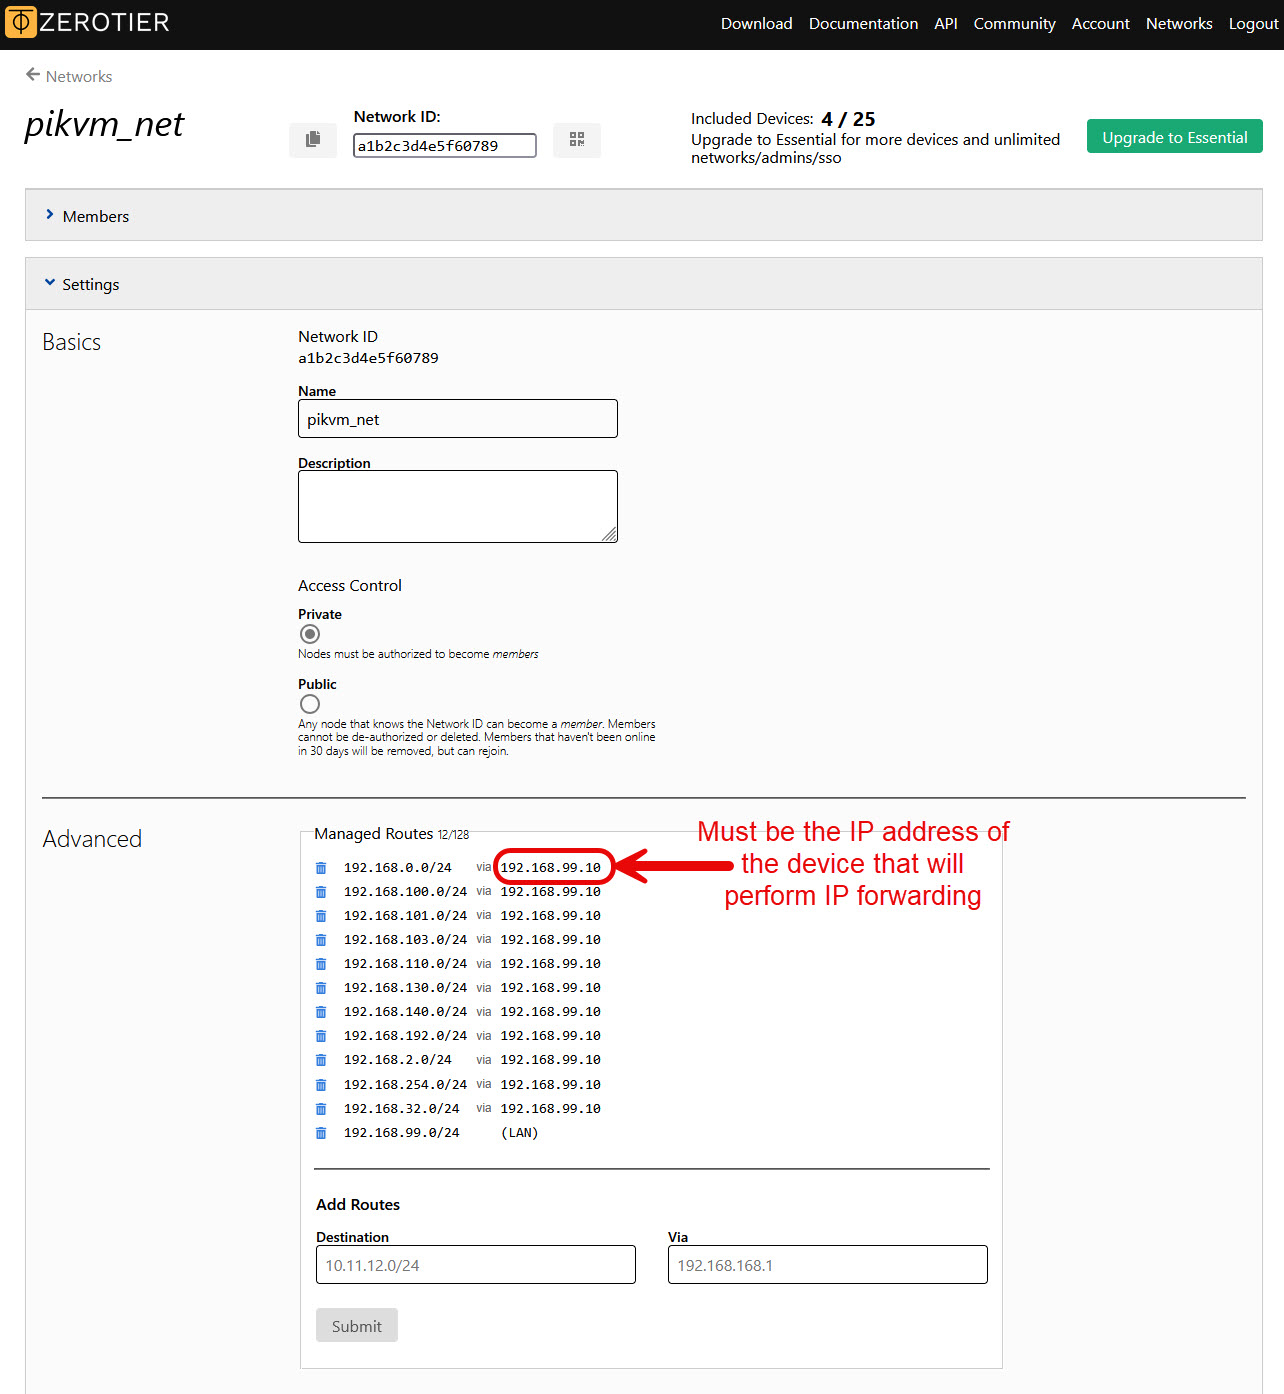 ZEROTIER
Download Documentation API Community Account Networks Logout
Networks
pikvm_net
Network ID:
a1b2c3d4e5f60789
Included Devices: 4 / 25
Upgrade to Essential for more devices and unlimited
networks/admins/sso
Upgrade to Essential
Members
Settings
Basics
Network ID
a1b2c3d4e5f60789
Name
pikvm_net
Description
Access Control
Private
Nodes must be authorized to become members
Public
Any node that knows the Network ID can become a member. Members
cannot be de-authorized or deleted. Members that haven't been online
in 30 days will be removed, but can rejoin.
Advanced
Managed Routes 12/128
192.168.0.0/24 via 192.168.99.10
Must be the IP address of
the device that will
perform IP forwarding
192.168.100.0/24 via 192.168.99.10
192.168.101.0/24 via 192.168.99.10
192.168.103.0/24 via 192.168.99.10
192.168.110.0/24 via 192.168.99.10
192.168.130.0/24 via 192.168.99.10
192.168.140.0/24 via 192.168.99.10
192.168.192.0/24 via 192.168.99.10
192.168.2.0/24 via 192.168.99.10
192.168.254.0/24 via 192.168.99.10
192.168.32.0/24 via 192.168.99.10
192.168.99.0/24 (LAN)
Add Routes
Destination
10.11.12.0/24
Via
192.168.168.1
Submit